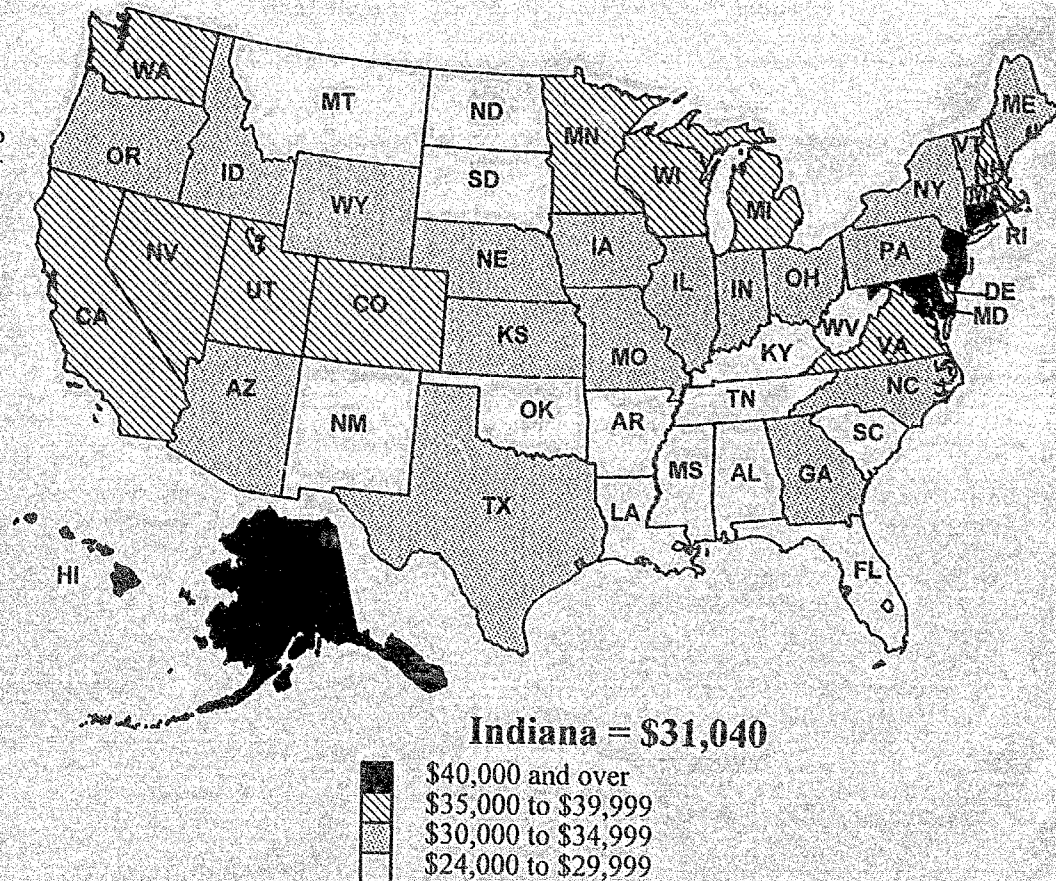 WA
MT
ND
MN
ME
OR
ID
SD
WI
VT
NH
WY
MI
NY
MA
RI
NV
NE
IA
PA
UT
CO
IL
IN
OH
J
DE
CA
KS
MO
WV
VA
MD
KY
AZ
NM
OK
AR
TN
NC
SC
TX
MS
AL
GA
LA
HI
FL
Indiana = $31,040
$40,000 and over
$35,000 to $39,999
$30,000 to $34,999
$24,000 to $29,999